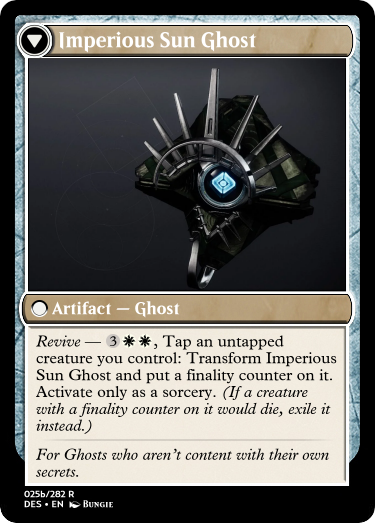 Imperious Sun Ghost
Artifact — Ghost
Revive — 3, Tap an untapped
creature you control: Transform Imperious
Sun Ghost and put a finality counter on it.
Activate only as a sorcery. (If a creature
with a finality counter on it would die, exile it
instead.)
For Ghosts who aren't content with their own
secrets.
025b/282 R
DES • EN Bungie